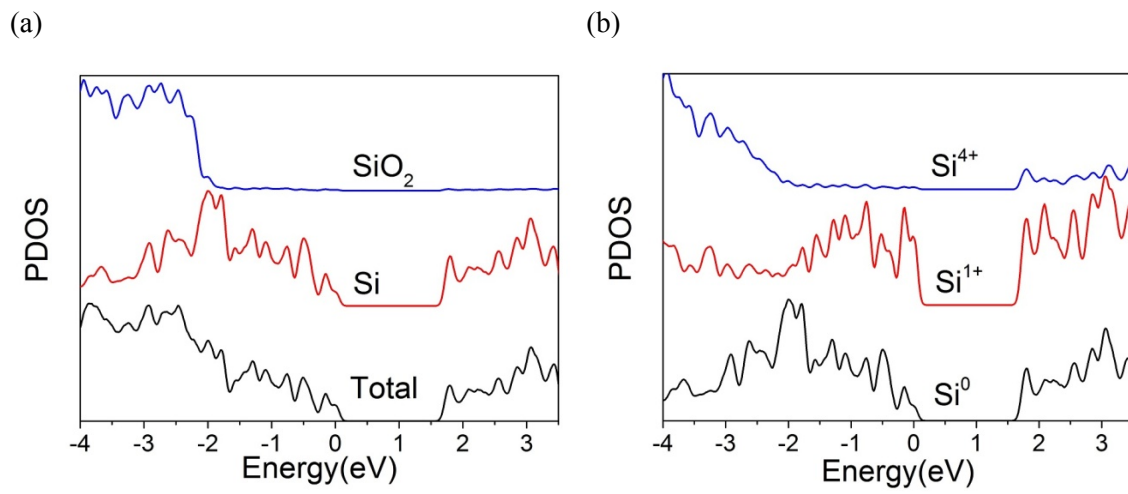 (a)
PDOS
SiO₂
Si
Total
-4 -3 -2 -1 0 1 2 3
Energy(eV)
(b)
PDOS
Si⁴⁺
Si¹⁺
Si⁰
-4 -3 -2 -1 0 1 2 3
Energy(eV)